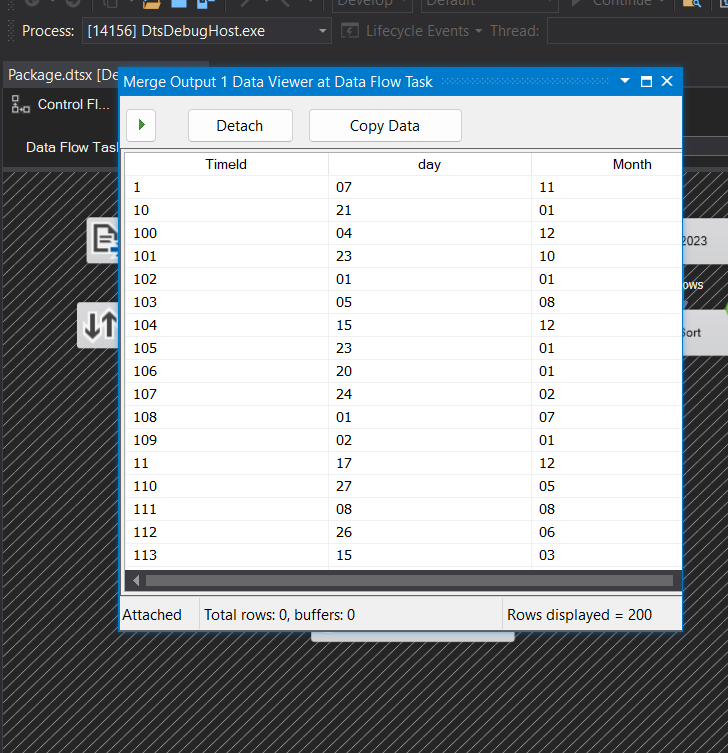 Develop Default Continue
Process: [14156] DtsDebugHost.exe Lifecycle Events Thread:
Package.dtsx [De
Merge Output 1 Data Viewer at Data Flow Task
Control Fl...
Detach Copy Data
Data Flow Task
TimeId day Month
1 07 11
10 21 01
100 04 12
101 23 10
102 01 01
103 05 08
104 15 12
105 23 01
106 20 01
107 24 02
108 01 07
109 02 01
11 17 12
110 27 05
111 08 08
112 26 06
113 15 03
2023
ows
Sort
Attached Total rows: 0, buffers: 0 Rows displayed = 200